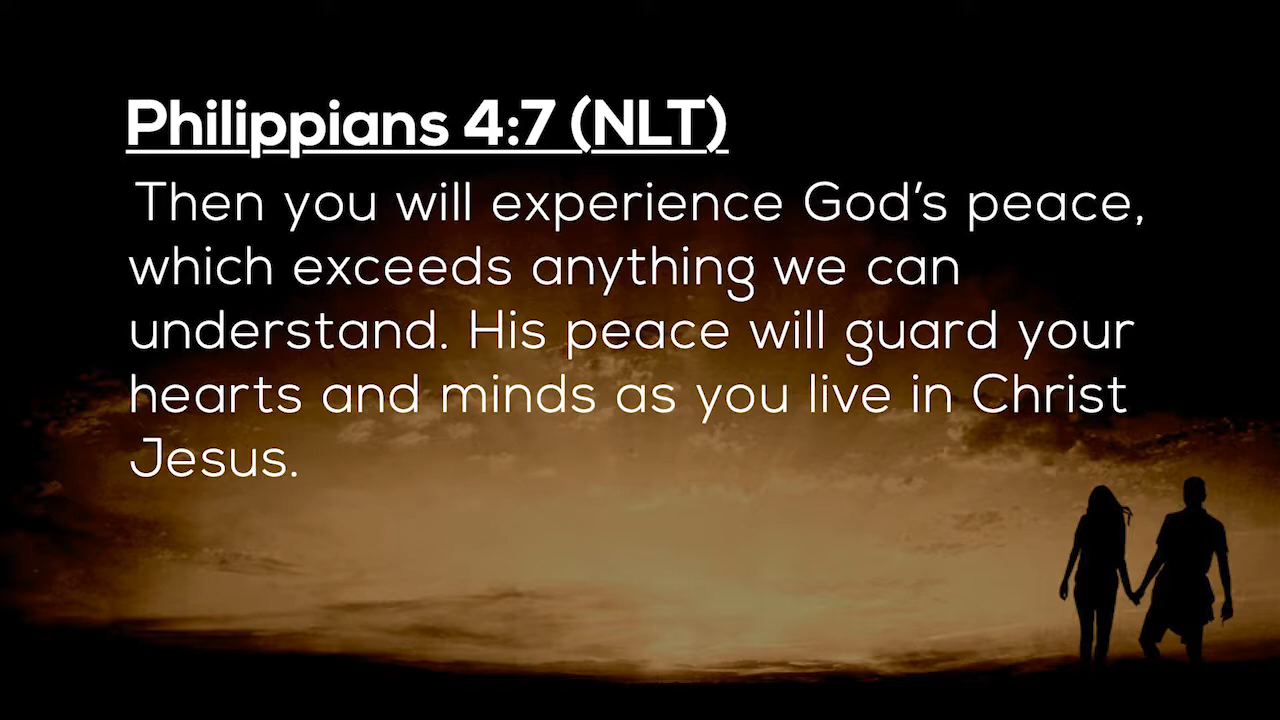 Philippians 4:7 (NLT)
Then you will experience God’s peace,
which exceeds anything we can
understand. His peace will guard your
hearts and minds as you live in Christ
Jesus.